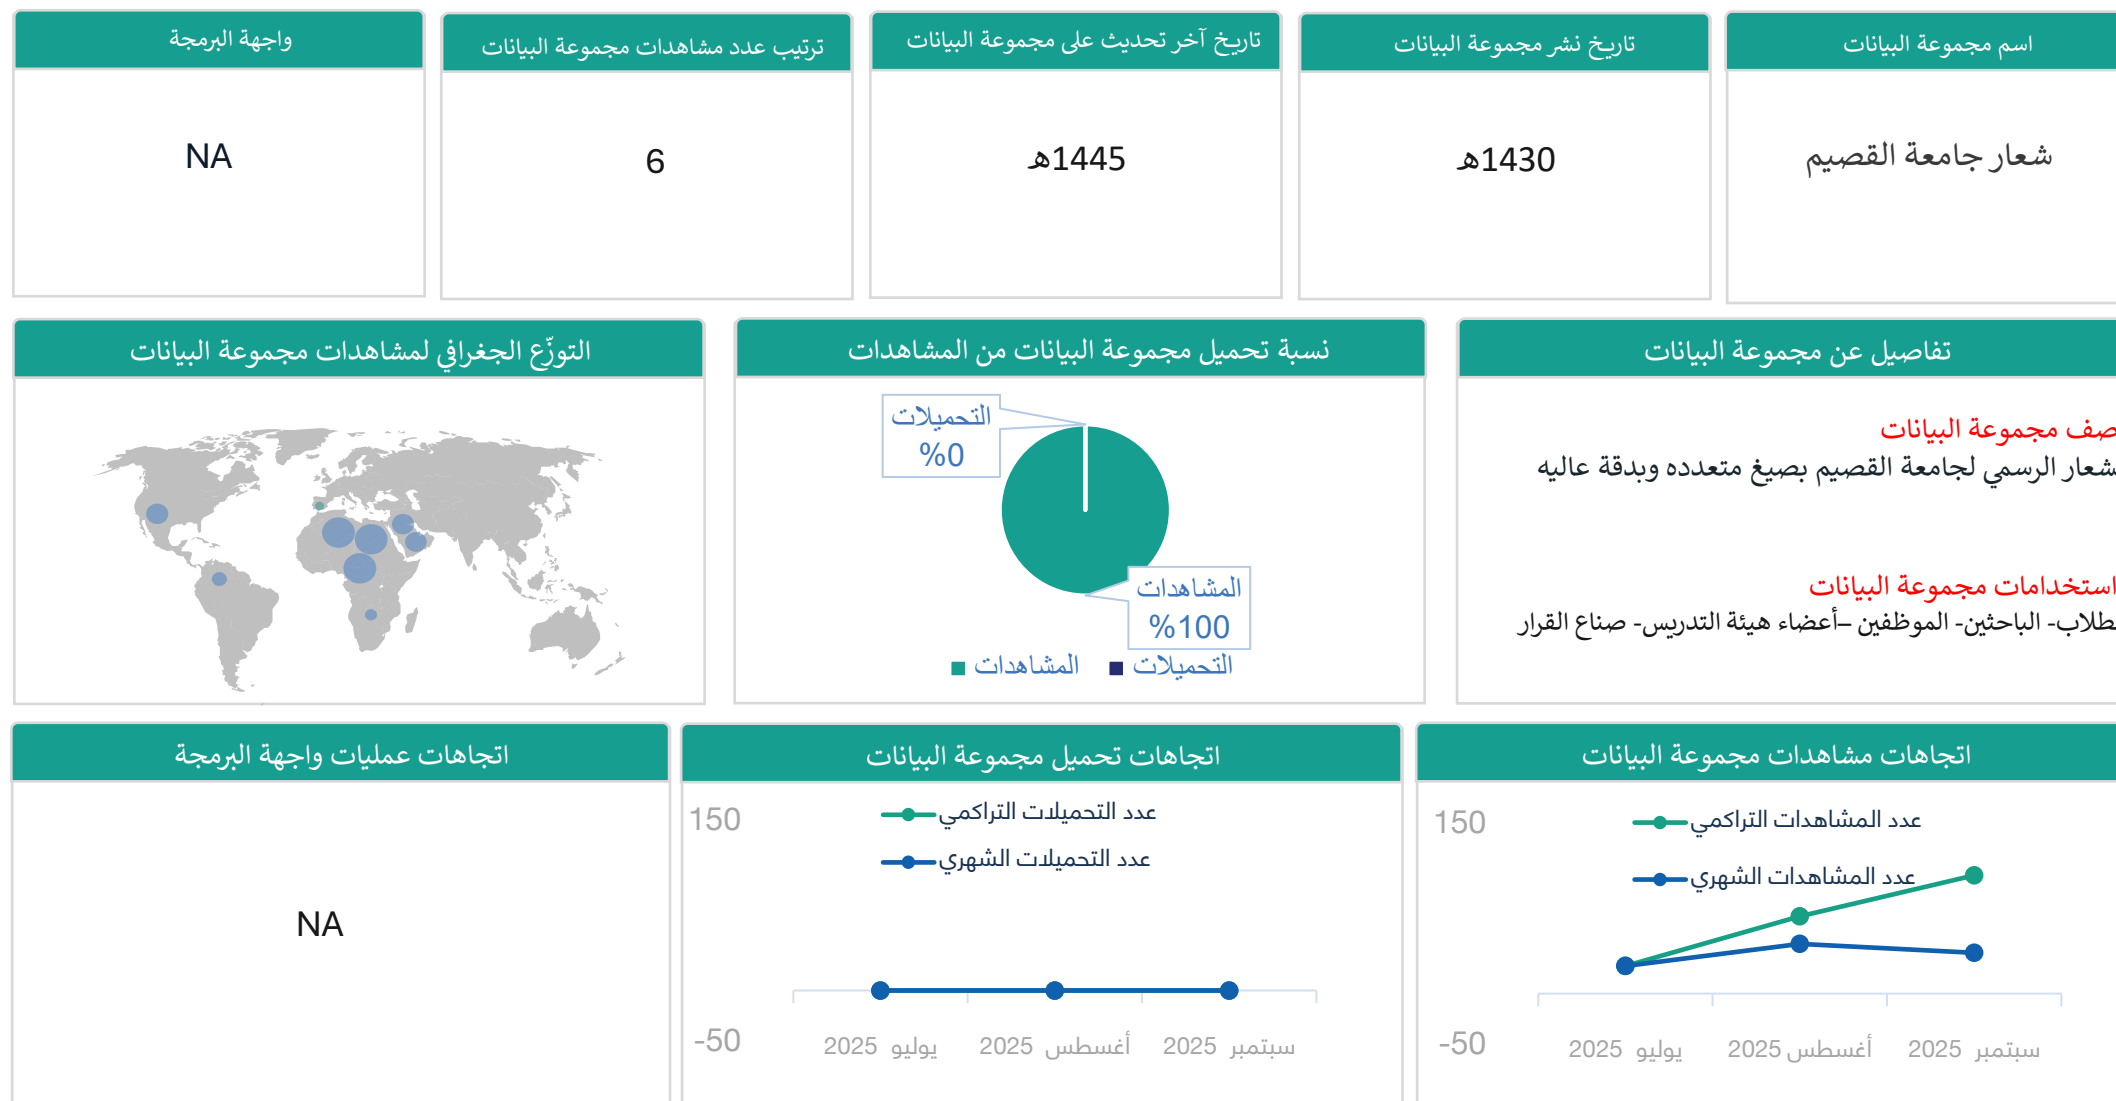 اسم مجموعة البيانات
شعار جامعة القصيم
تاريخ نشر مجموعة البيانات
1430هـ
تاريخ آخر تحديث على مجموعة البيانات
1445هـ
ترتيب عدد مشاهدات مجموعة البيانات
6
واجهة البرمجة
NA
تفاصيل عن مجموعة البيانات
صف مجموعة البيانات
شعار الرسمي لجامعة القصيم بصيغ متعدده وبدقة عاليه
استخدامات مجموعة البيانات
طلاب- الباحثين- الموظفين –أعضاء هيئة التدريس- صناع القرار
نسبة تحميل مجموعة البيانات من المشاهدات
التحميلات
%0
المشاهدات
%100
التحميلات
المشاهدات
التوزّع الجغرافي لمشاهدات مجموعة البيانات
اتجاهات مشاهدات مجموعة البيانات
150
عدد المشاهدات التراكمي
عدد المشاهدات الشهري
-50
يوليو 2025
أغسطس 2025
سبتمبر 2025
اتجاهات تحميل مجموعة البيانات
150
عدد التحميلات التراكمي
عدد التحميلات الشهري
-50
يوليو 2025
أغسطس 2025
سبتمبر 2025
اتجاهات عمليات واجهة البرمجة
NA